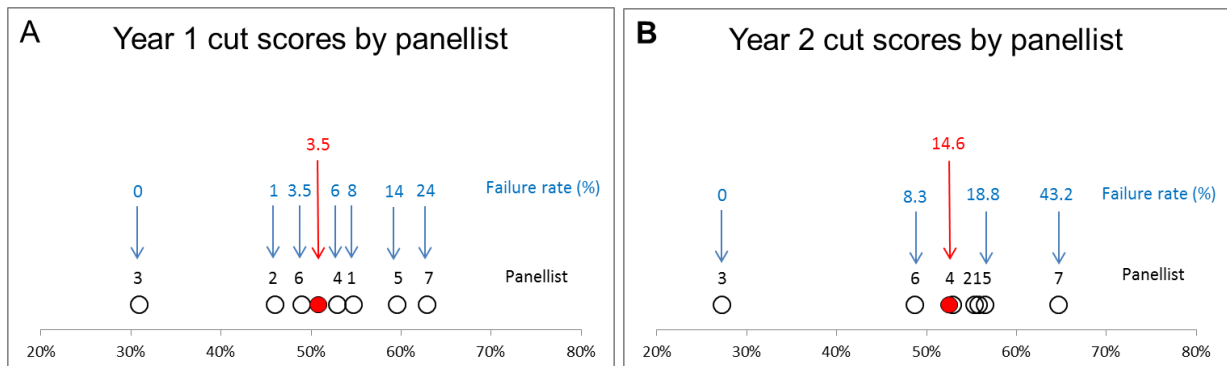 A
Year 1 cut scores by panellist
3.5
0 1 3.5 6 8 14 24 Failure rate (%)
3 2 6 4 1 5 7 Panellist
20% 30% 40% 50% 60% 70% 80%
B
Year 2 cut scores by panellist
14.6
0 8.3 18.8 43.2 Failure rate (%)
3 6 4 215 7 Panellist
20% 30% 40% 50% 60% 70% 80%